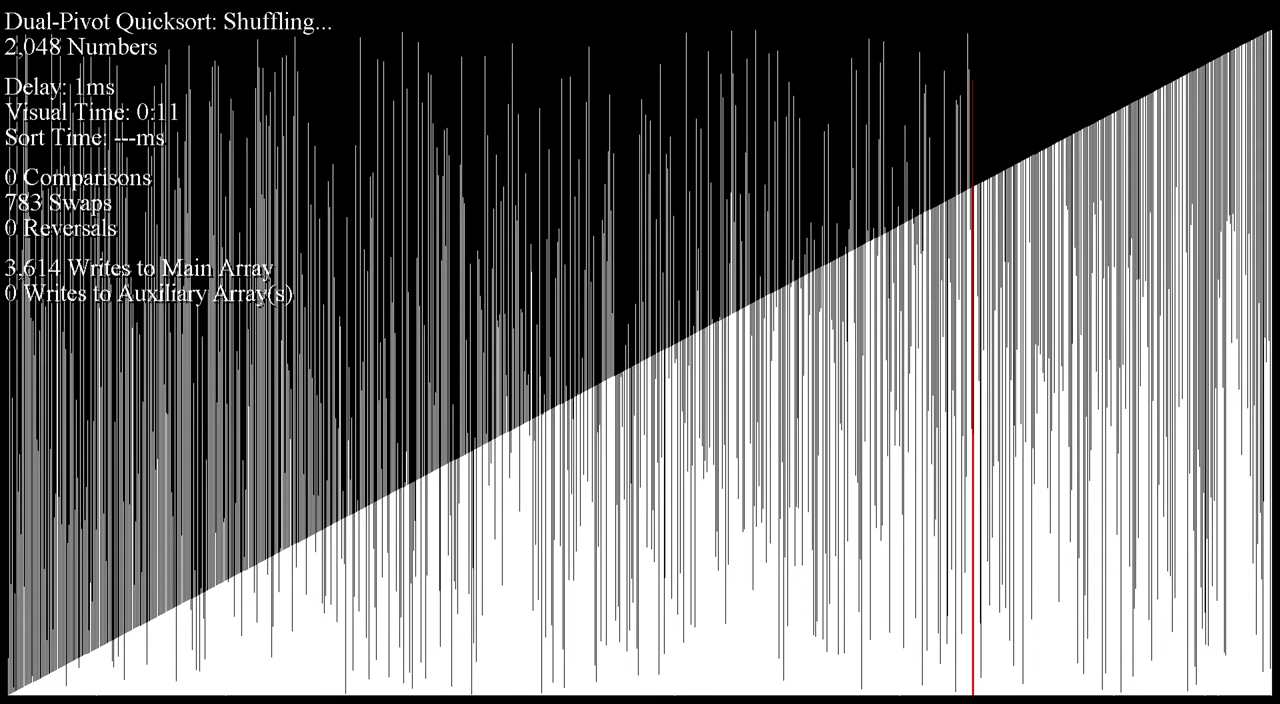 Dual-Pivot Quicksort: Shuffling...
2,048 Numbers
Delay: 1ms
Visual Time: 0:11
Sort Time: ---ms
0 Comparisons
783 Swaps
0 Reversals
3,614 Writes to Main Array
0 Writes to Auxiliary Array(s)